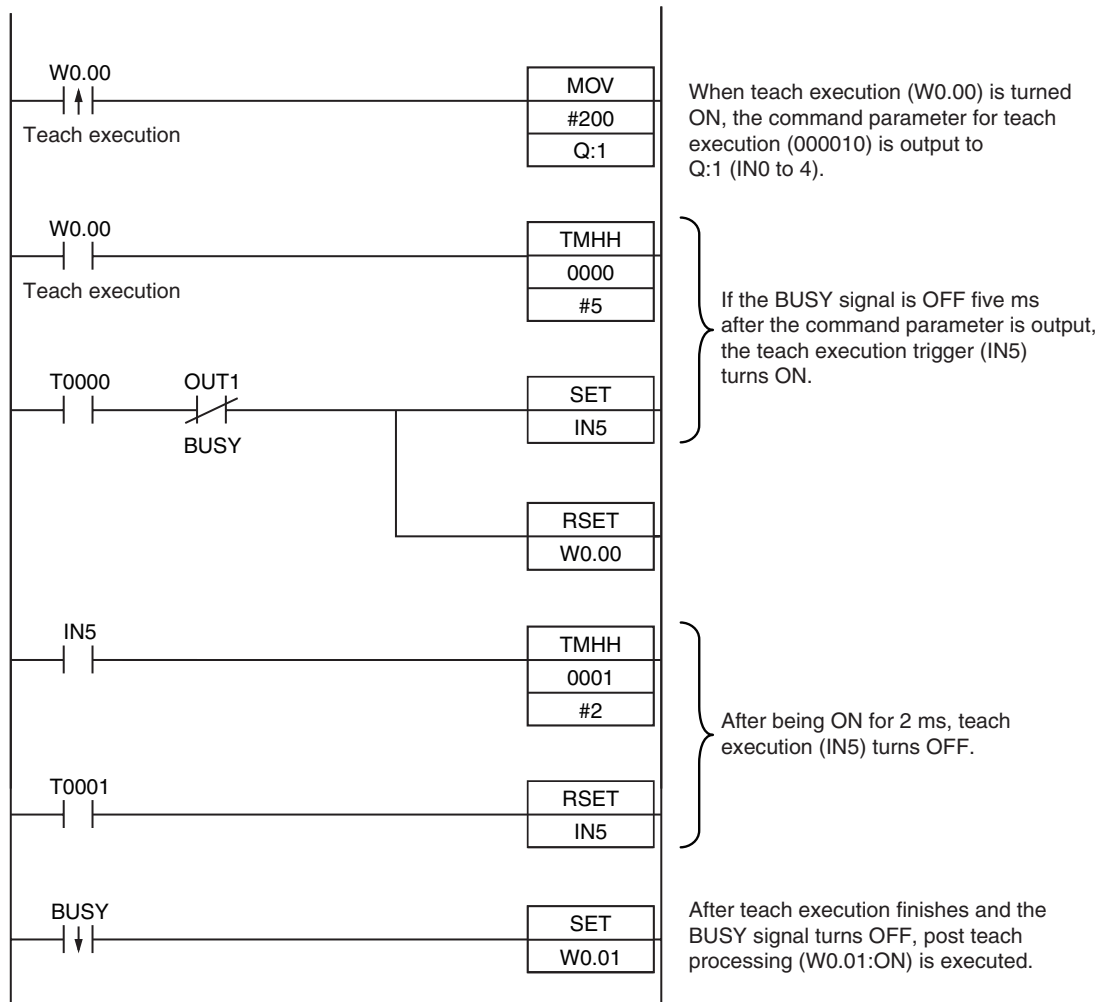 W0.00
Teach execution
MOV
#200
Q:1
When teach execution (W0.00) is turned
ON, the command parameter for teach
execution (000010) is output to
Q:1 (IN0 to 4).
W0.00
Teach execution
TMHH
0000
#5
If the BUSY signal is OFF five ms
after the command parameter is output,
the teach execution trigger (IN5)
turns ON.
T0000
OUT1
BUSY
SET
IN5
RSET
W0.00
IN5
TMHH
0001
#2
After being ON for 2 ms, teach
execution (IN5) turns OFF.
T0001
RSET
IN5
BUSY
SET
W0.01
After teach execution finishes and the
BUSY signal turns OFF, post teach
processing (W0.01:ON) is executed.